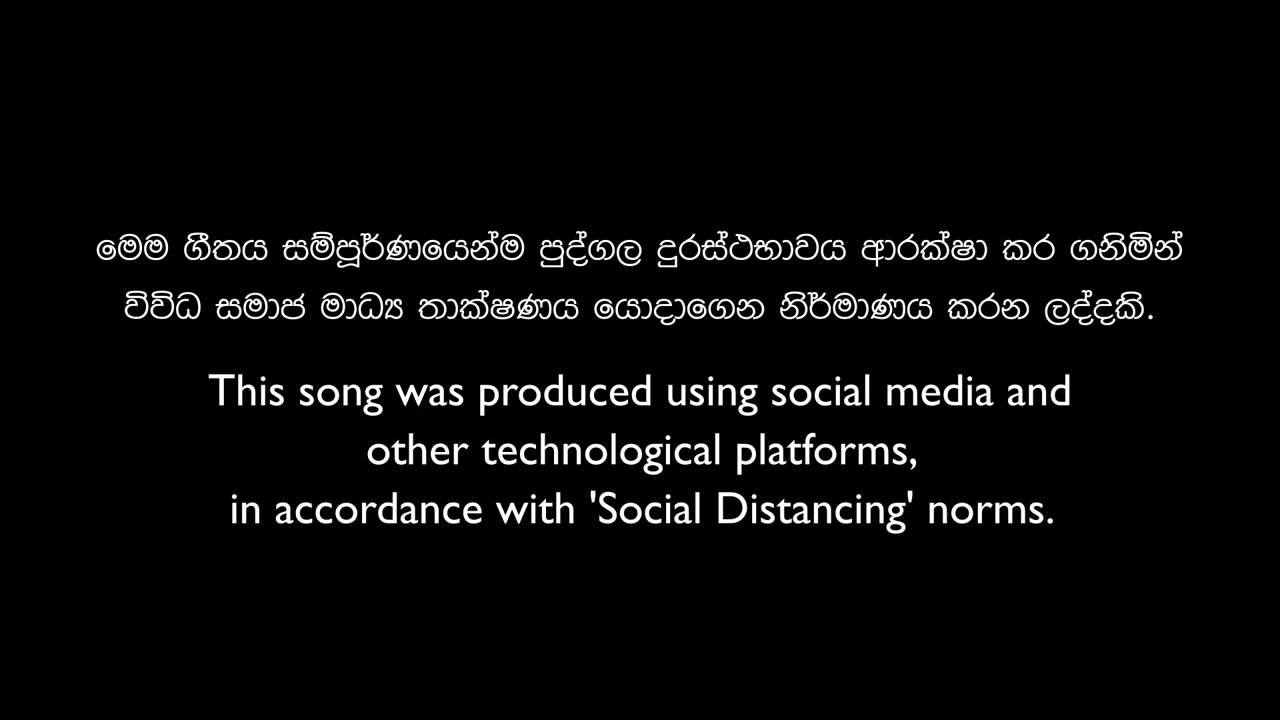 මෙම ගීතය සම්පූර්ණයෙන්ම පුද්ගල දුරස්ථභාවය ආරක්ෂා කර ගනිමින්
විවිධ සමාජ මාධ්‍ය තාක්ෂණය යොදාගෙන නිර්මාණය කරන ලද්දකි.
This song was produced using social media and
other technological platforms,
in accordance with 'Social Distancing' norms.